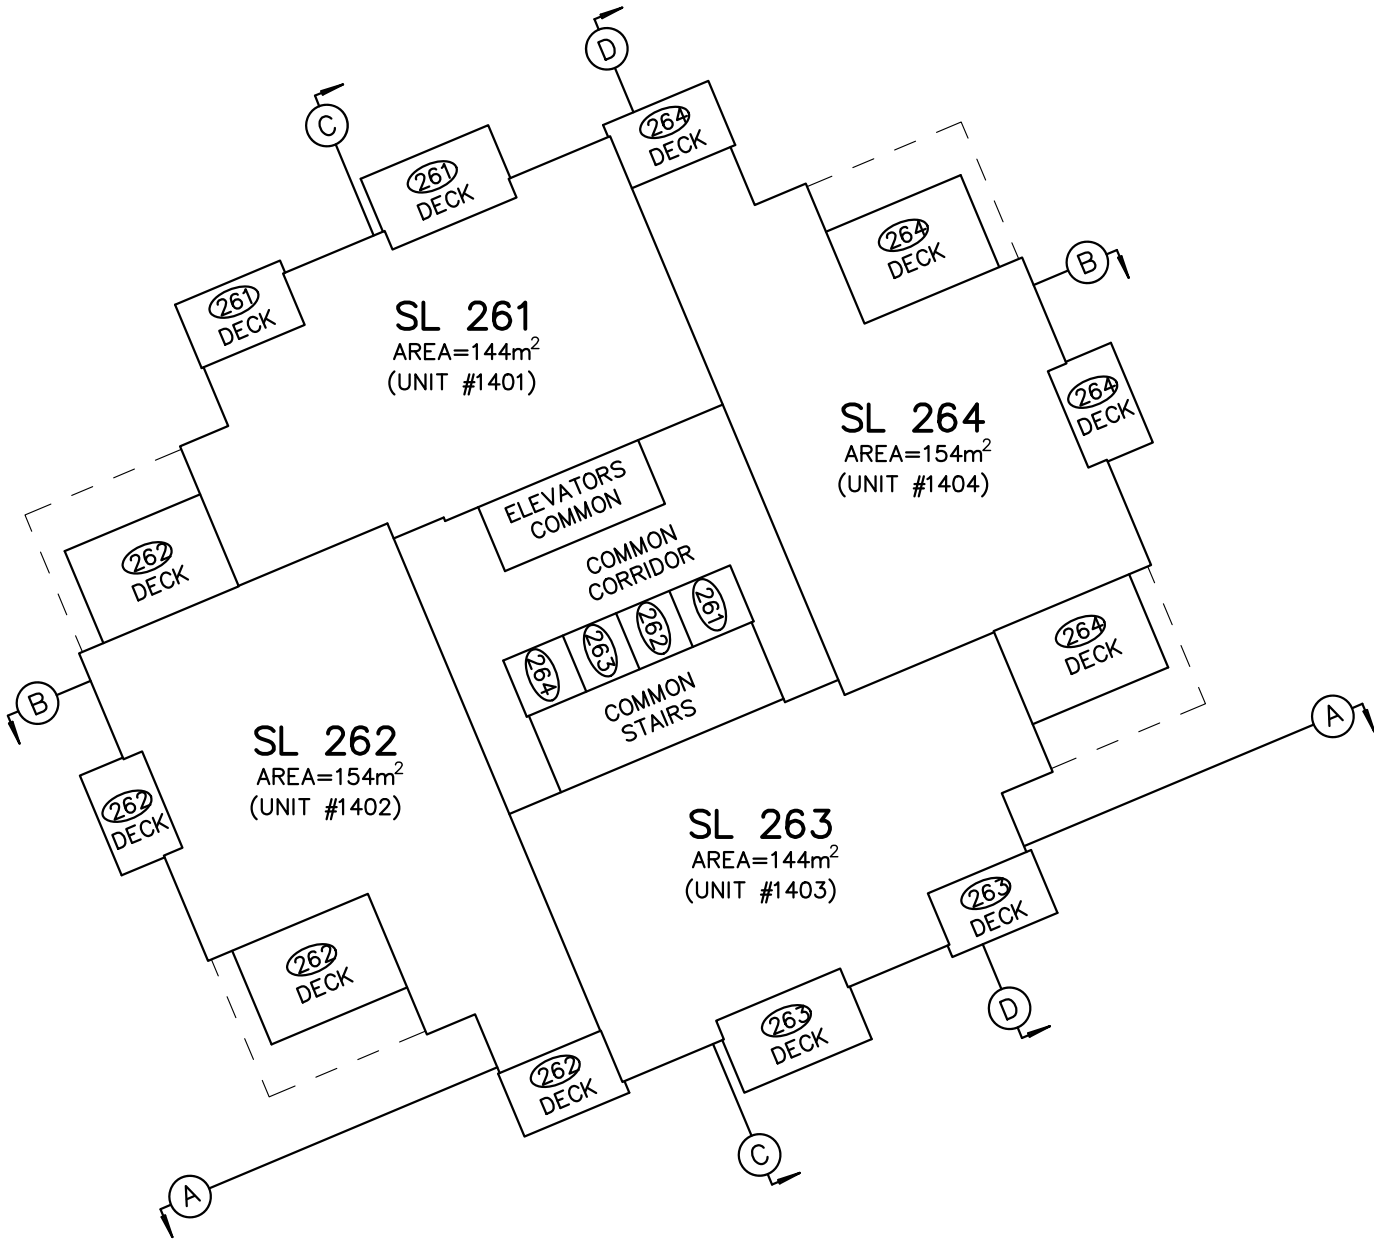 D
C
264
DECK
261
DECK
264
DECK
B
261
DECK
SL 261
AREA=144m²
(UNIT #1401)
264
DECK
SL 264
AREA=154m²
(UNIT #1404)
ELEVATORS
COMMON
COMMON
CORRIDOR
262
DECK
264
263
262
261
264
DECK
B
COMMON
STAIRS
A
SL 262
AREA=154m²
(UNIT #1402)
262
DECK
SL 263
AREA=144m²
(UNIT #1403)
263
DECK
262
DECK
263
DECK
D
262
DECK
C
A